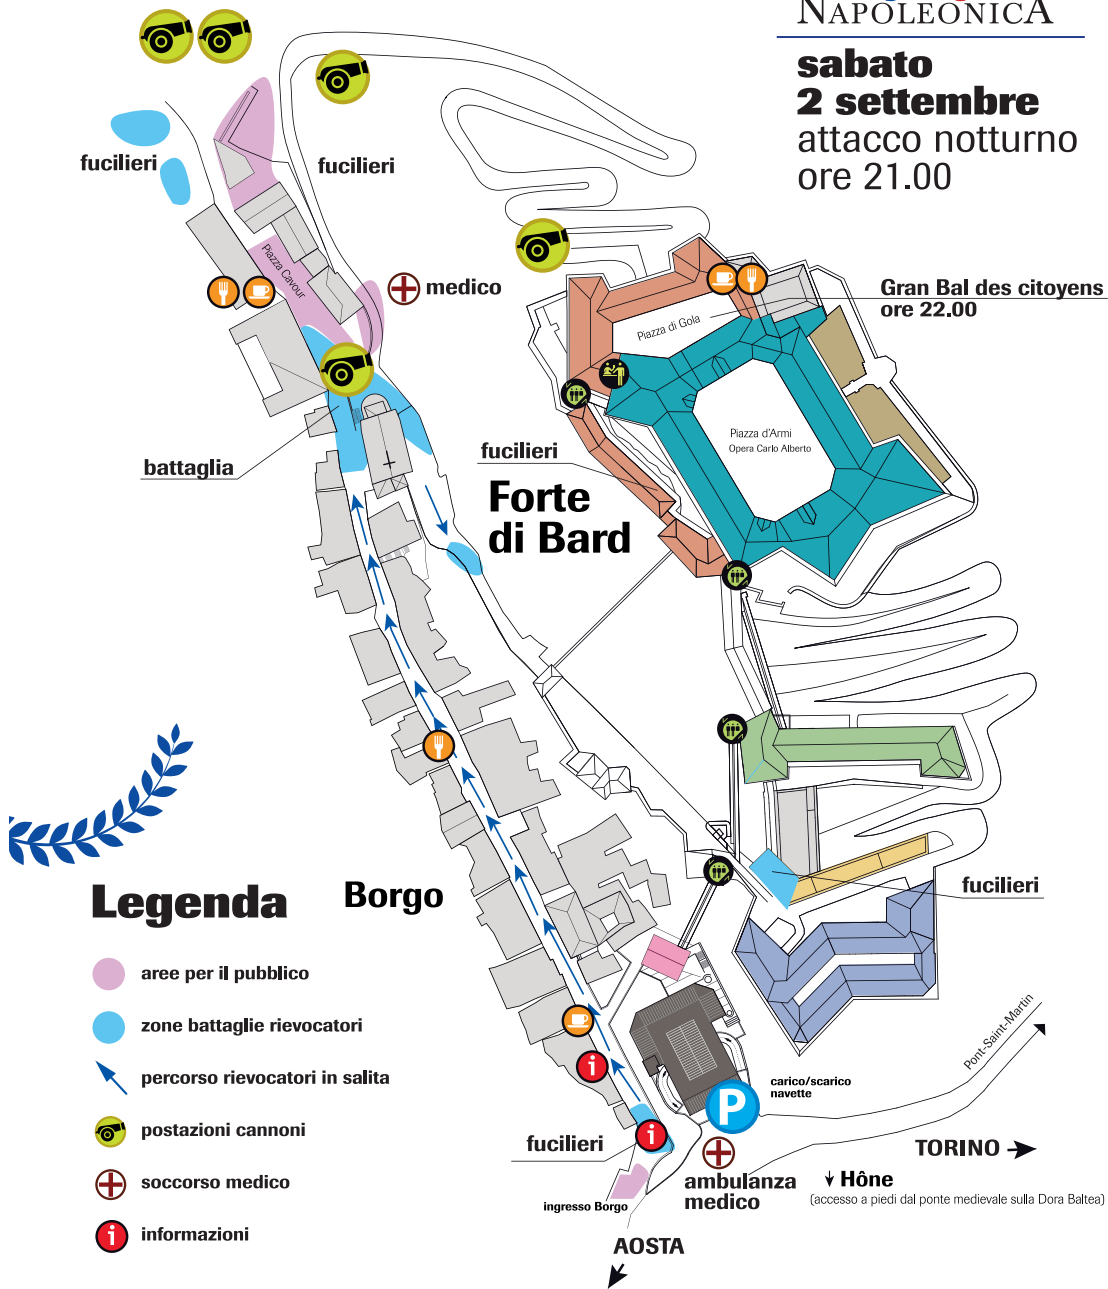 NAPOLEONICA
sabato
2 settembre
attacco notturno
ore 21.00
fucilieri
fucilieri
Piazza Cavour
medico
Gran Bal des citoyens
ore 22.00
Piazza di Gola
Piazza d'Armi
Opera Carlo Alberto
battaglia
fucilieri
Forte
di Bard
Borgo
fucilieri
Legenda
aree per il pubblico
zone battaglie rievocatori
percorso rievocatori in salita
postazioni cannoni
soccorso medico
i informazioni
i
i
P
carico/scarico
navette
Pont-Saint-Martin
fucilieri
ingresso Borgo
ambulanza
medico
TORINO
Hône
(accesso a piedi dal ponte medievale sulla Dora Baltea)
AOSTA